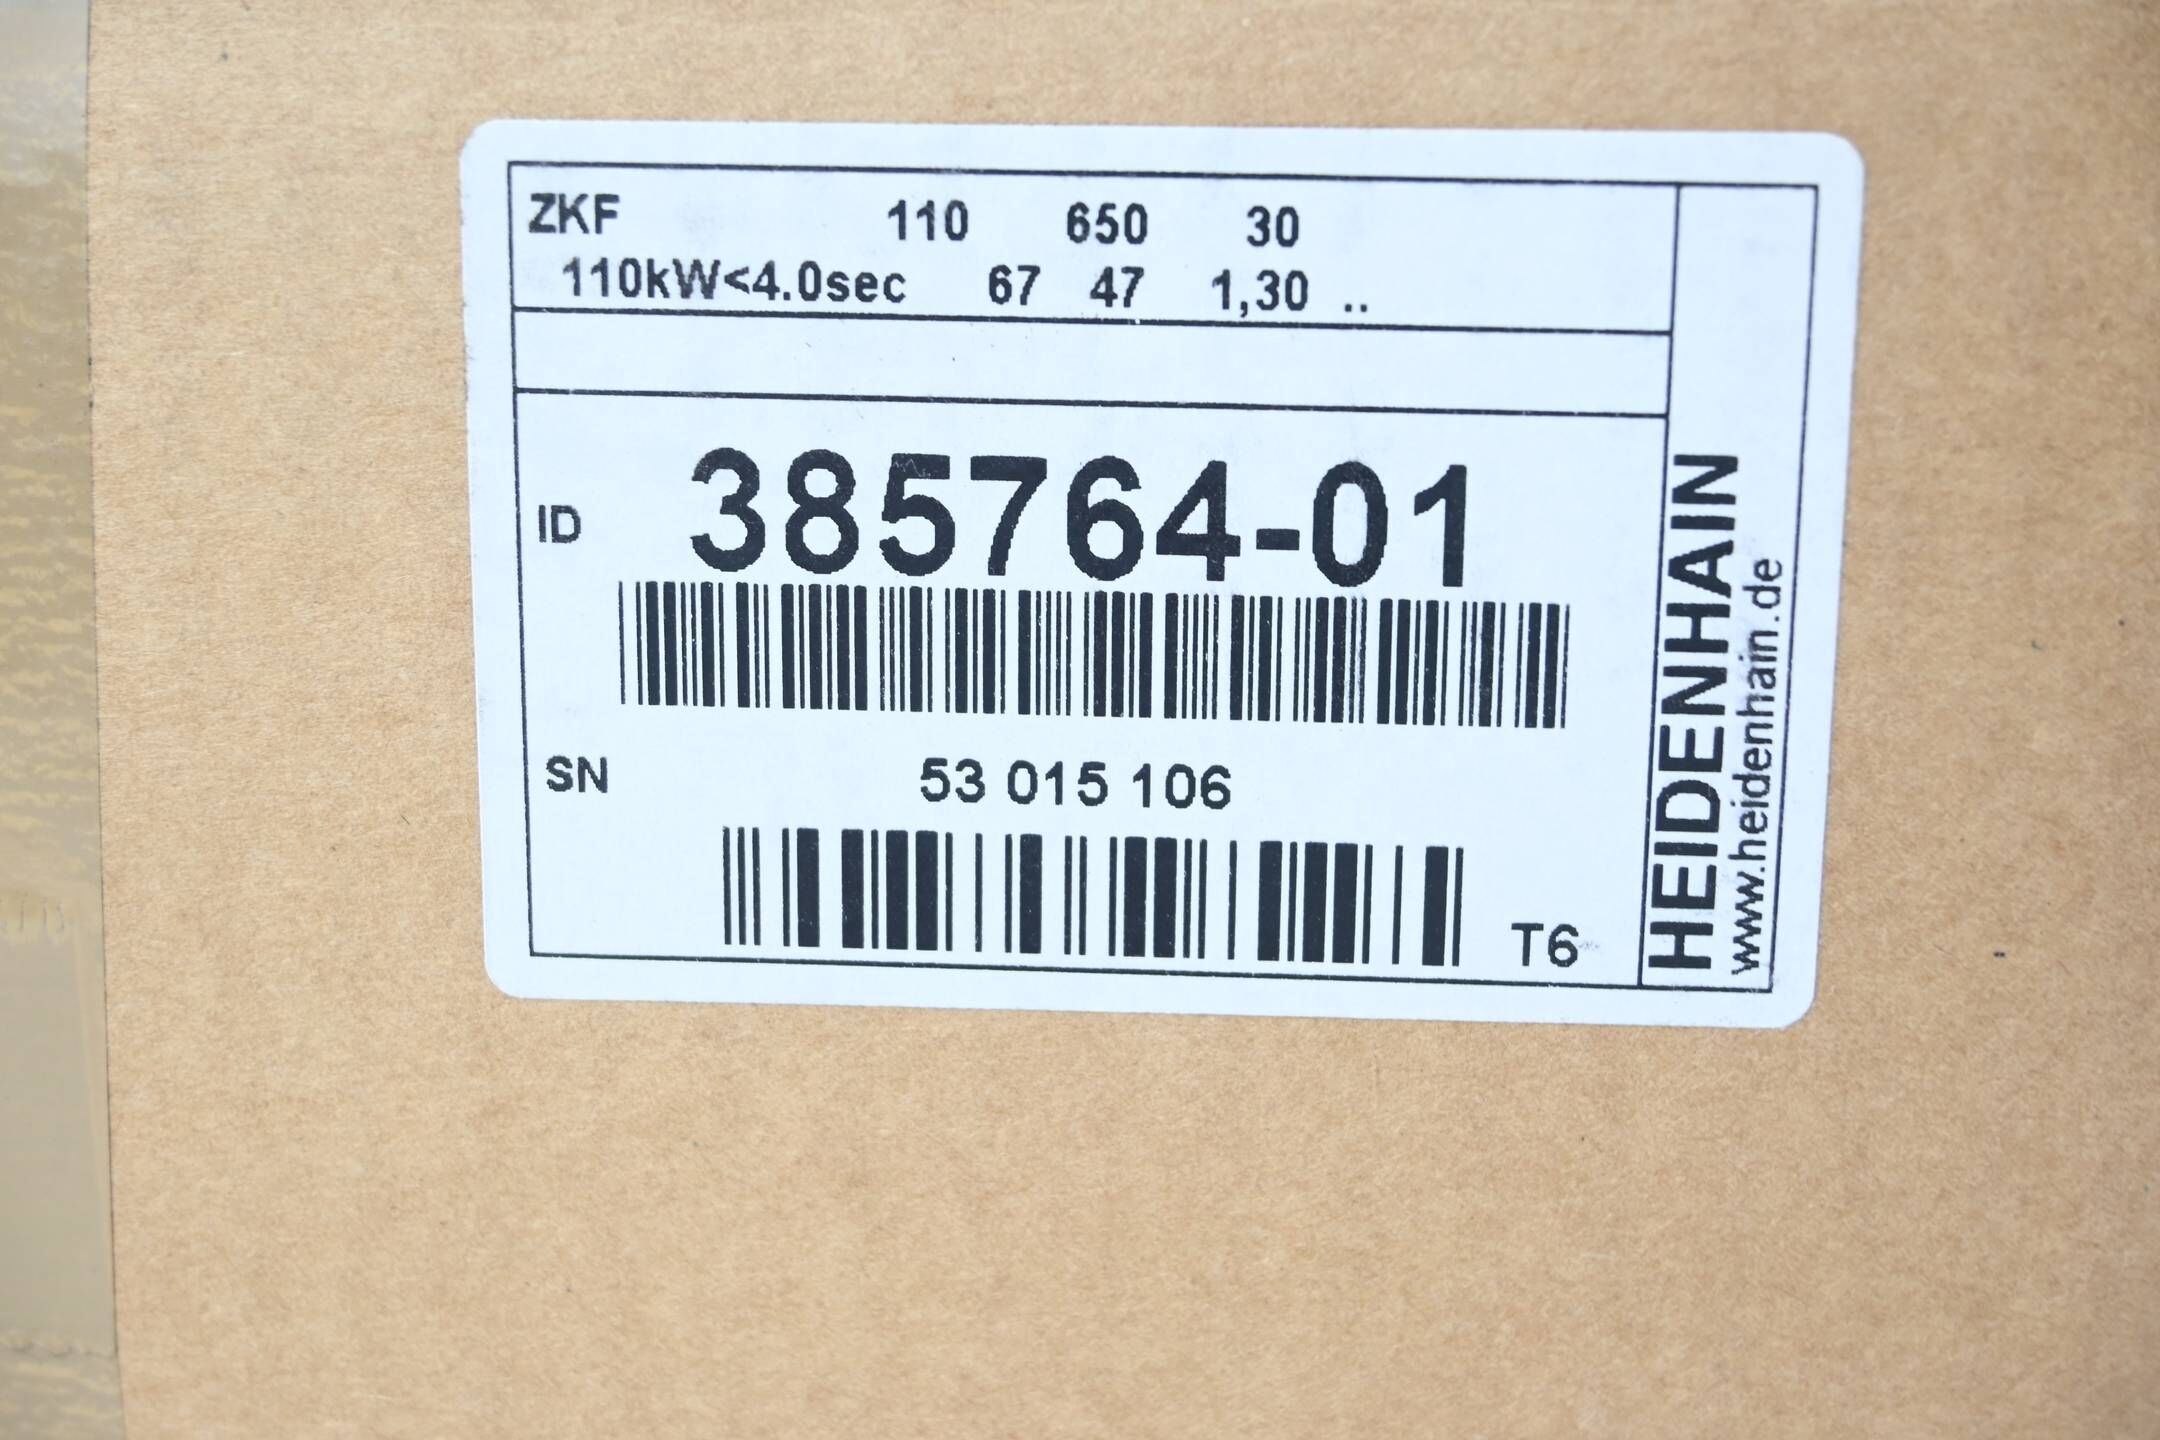 ZKF 110 650 30
110kW<4.0sec 67 47 1,30 ..
ID 385764-01
SN 53 015 106
T6
HEIDENHAIN
www.heidenhain.de